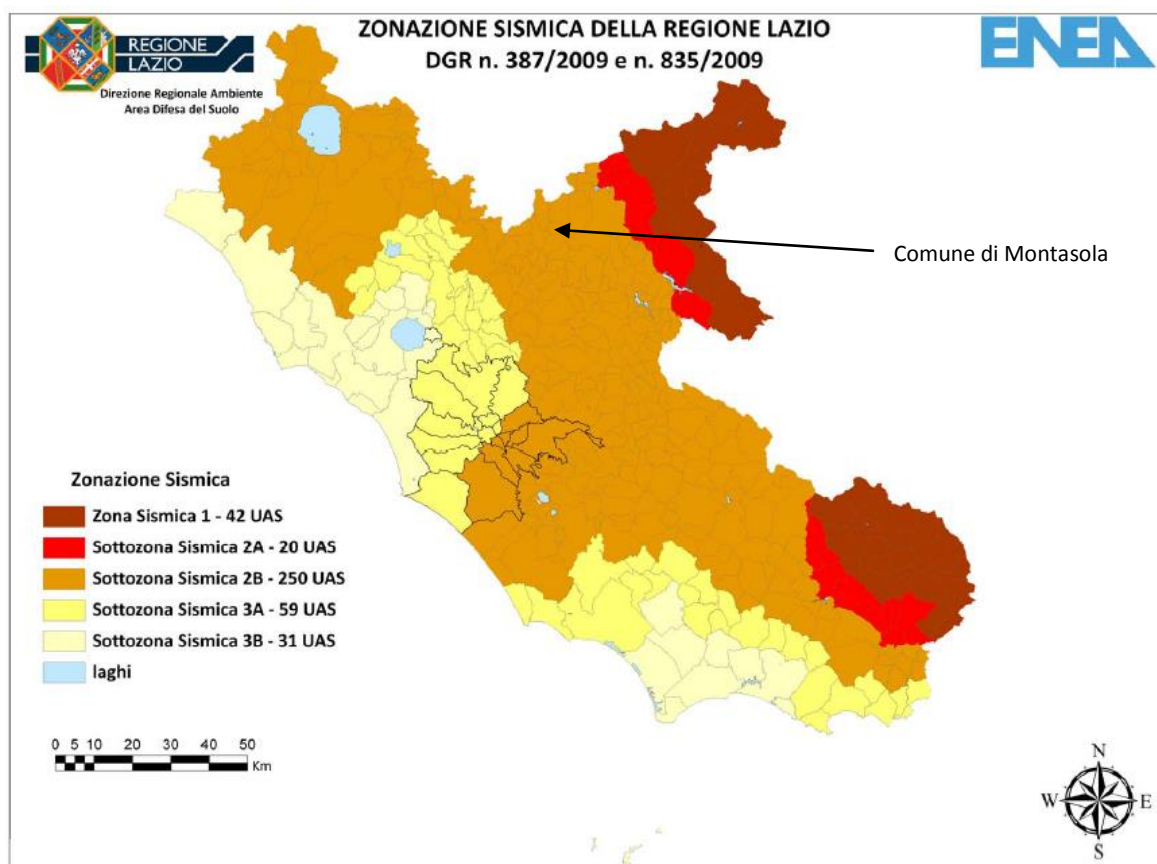 REGIONE
LAZIO
Direzione Regionale Ambiente
Area Difesa del Suolo
ZONAZIONE SISMICA DELLA REGIONE LAZIO
DGR n. 387/2009 e n. 835/2009
ENEA
Comune di Montasola
Zonazione Sismica
Zona Sismica 1 - 42 UAS
Sottozona Sismica 2A - 20 UAS
Sottozona Sismica 2B - 250 UAS
Sottozona Sismica 3A - 59 UAS
Sottozona Sismica 3B - 31 UAS
laghi
0 5 10 20 30 40 50
Km
N
W E
S